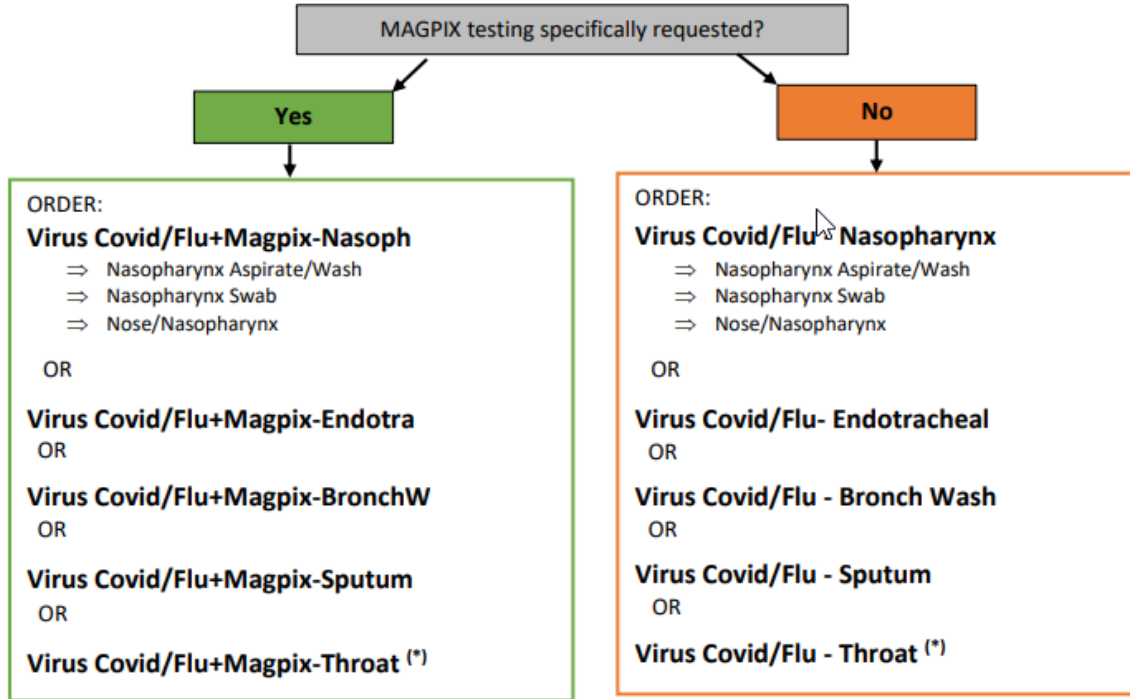 MAGPIX testing specifically requested?
Yes
No
ORDER:
Virus Covid/Flu+Magpix-Nasoph
⇒ Nasopharynx Aspirate/Wash
⇒ Nasopharynx Swab
⇒ Nose/Nasopharynx
OR
Virus Covid/Flu+Magpix-Endotra
OR
Virus Covid/Flu+Magpix-BronchW
OR
Virus Covid/Flu+Magpix-Sputum
OR
Virus Covid/Flu+Magpix-Throat (*)
ORDER:
Virus Covid/Flu - Nasopharynx
⇒ Nasopharynx Aspirate/Wash
⇒ Nasopharynx Swab
⇒ Nose/Nasopharynx
OR
Virus Covid/Flu- Endotracheal
OR
Virus Covid/Flu - Bronch Wash
OR
Virus Covid/Flu - Sputum
OR
Virus Covid/Flu - Throat (*)